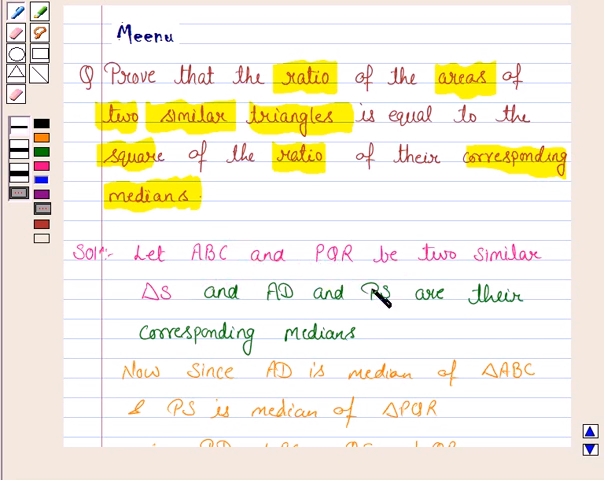 Meenu
Q Prove that the ratio of the areas of
two similar triangles is equal to the
square of the ratio of their corresponding
medians.
Solⁿ:- Let ABC and PQR be two similar
ΔS and AD and PS are their
corresponding medians
Now since AD is median of ΔABC
& PS is median of ΔPQR